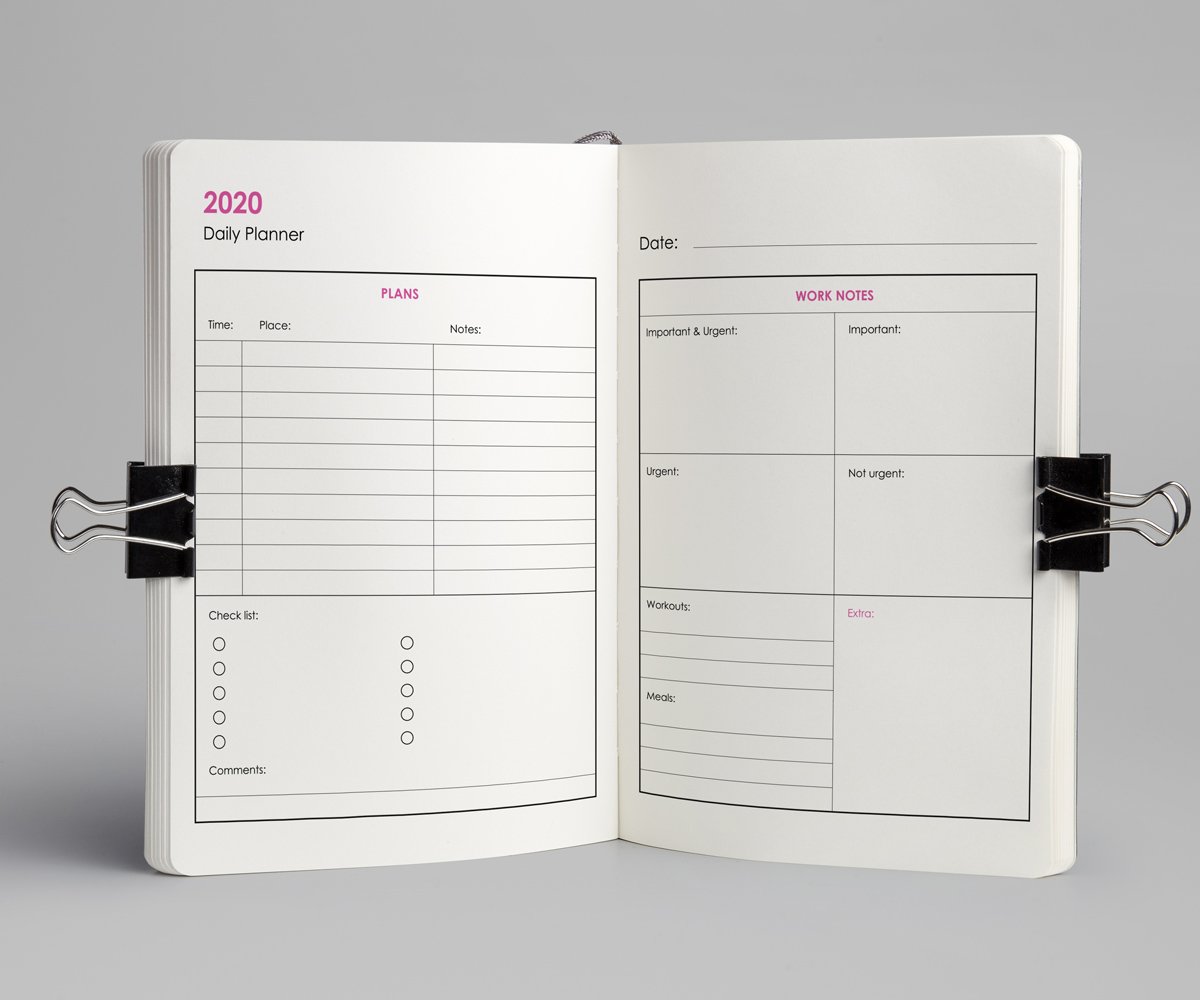 2020
Daily Planner
PLANS
Time: Place: Notes:
Check list:
Comments:
Date:
WORK NOTES
Important & Urgent: Important:
Urgent: Not urgent:
Workouts: Extra:
Meals: